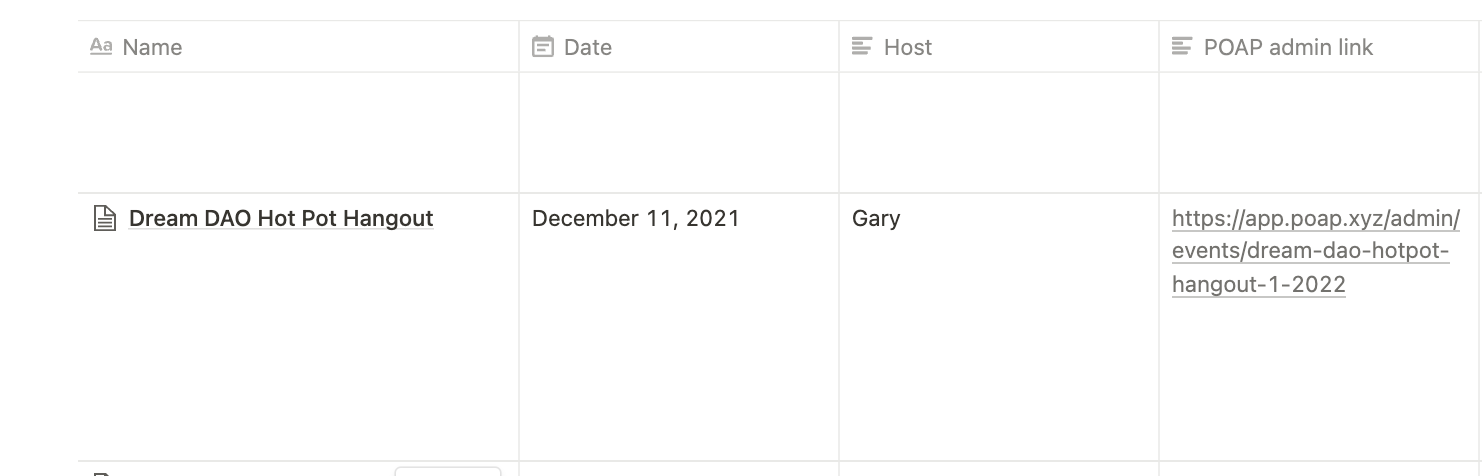 Aa Name Date Host POAP admin link
Dream DAO Hot Pot Hangout December 11, 2021 Gary https://app.poap.xyz/admin/
events/dream-dao-hotpot-
hangout-1-2022